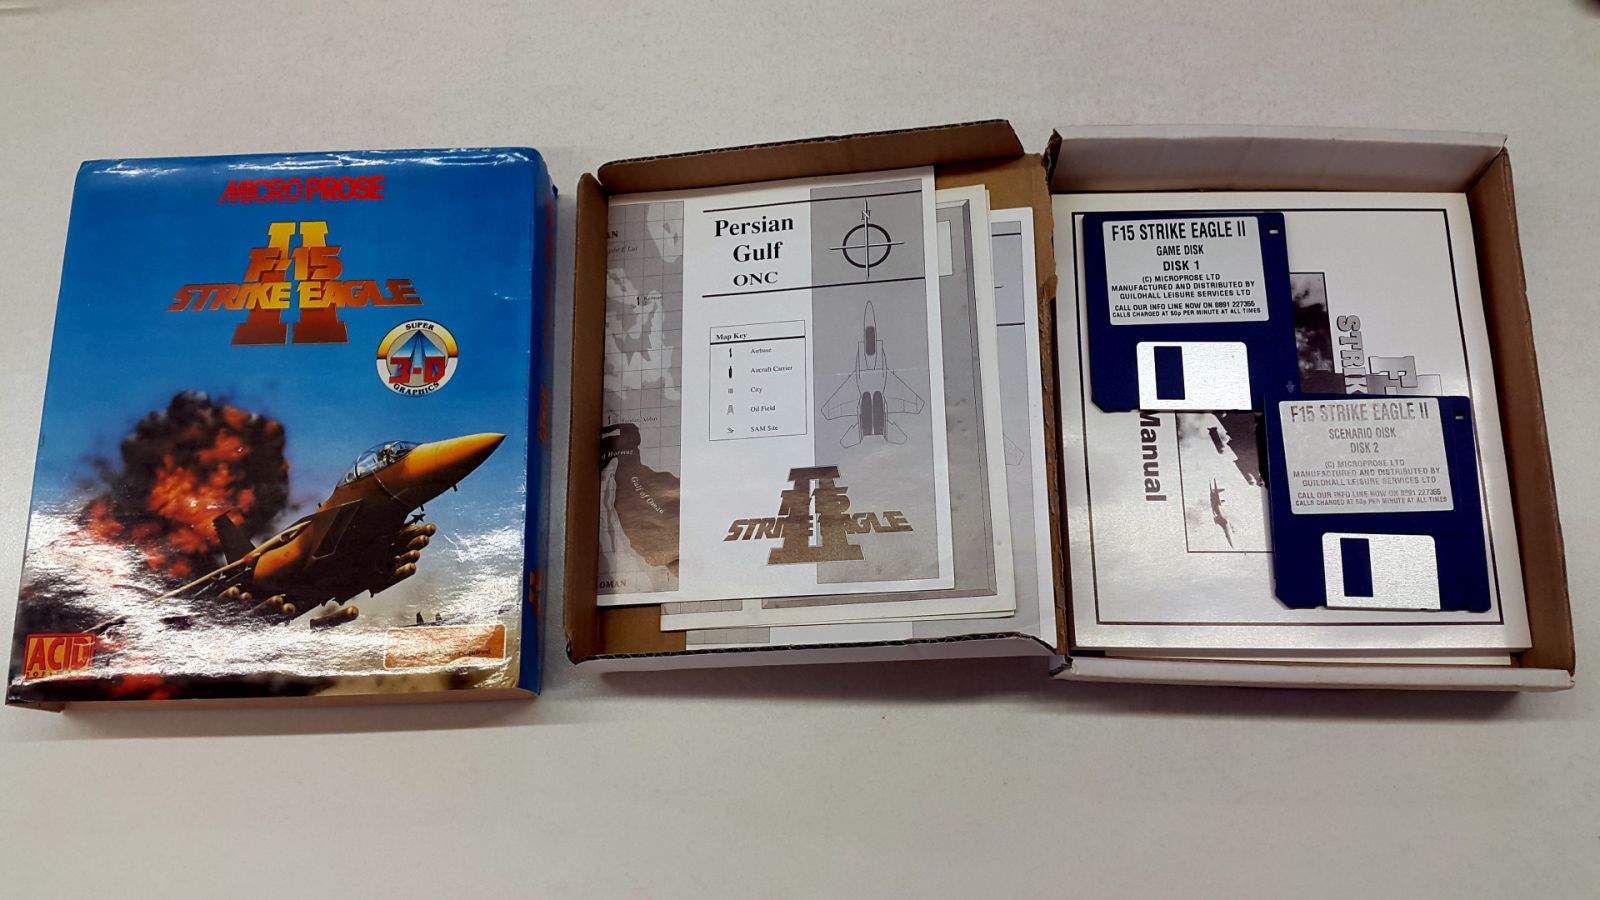 MICROPROSE
II
F-15
STRIKE EAGLE
SUPER
3-D
GRAPHICS
ACID
Persian
Gulf
ONC
N
Map Key
Airbase
Aircraft Carrier
City
Oil Field
SAM Site
Gulf of Oman
OMAN
II
F-15
STRIKE EAGLE
F15 STRIKE EAGLE II
GAME DISK
DISK 1
(C) MICROPROSE LTD
MANUFACTURED AND DISTRIBUTED BY
GUILDHALL LEISURE SERVICES LTD
CALL OUR INFO LINE NOW ON 0891 227355
CALLS CHARGED AT 50p PER MINUTE AT ALL TIMES
Manual
F15 STRIKE EAGLE II
SCENARIO DISK
DISK 2
(C) MICROPROSE LTD
MANUFACTURED AND DISTRIBUTED BY
GUILDHALL LEISURE SERVICES LTD
CALL OUR INFO LINE NOW ON 0891 227355
CALLS CHARGED AT 50p PER MINUTE AT ALL TIMES